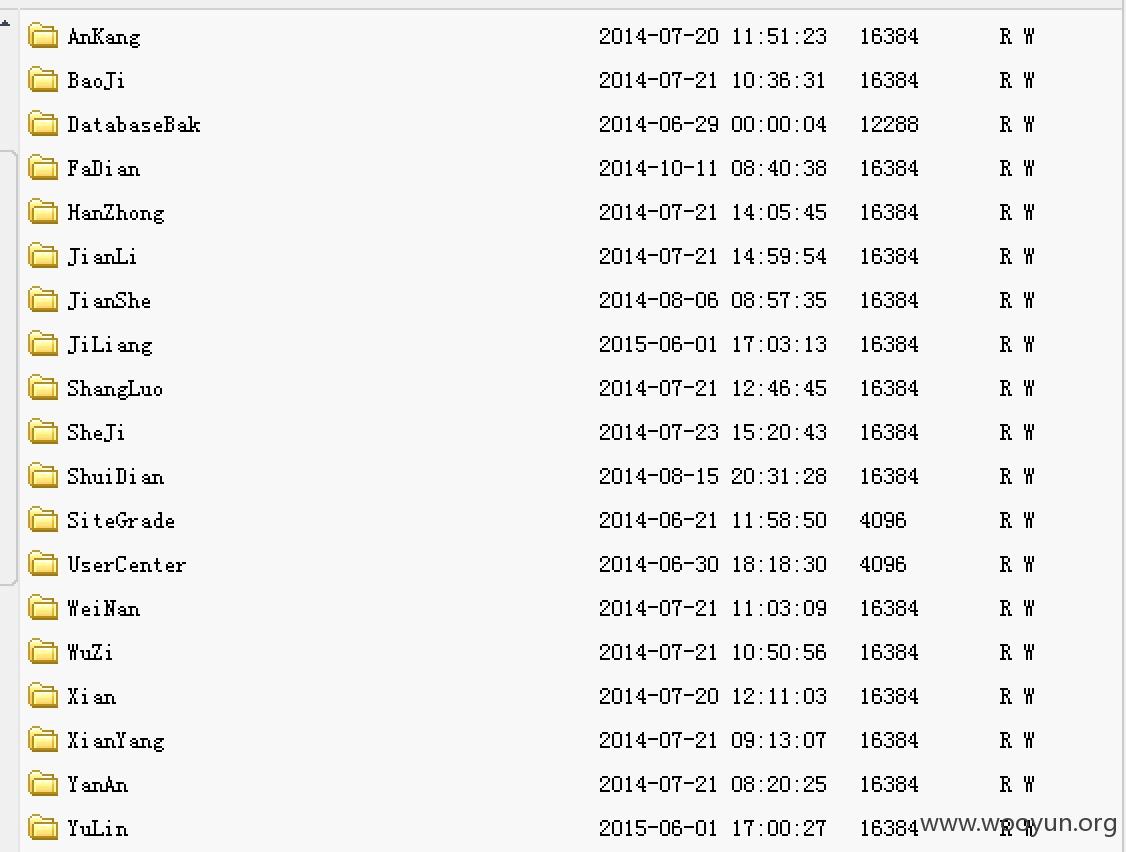 AnKang 2014-07-20 11:51:23 16384 R W
BaoJi 2014-07-21 10:36:31 16384 R W
DatabaseBak 2014-06-29 00:00:04 12288 R W
FaDian 2014-10-11 08:40:38 16384 R W
HanZhong 2014-07-21 14:05:45 16384 R W
JianLi 2014-07-21 14:59:54 16384 R W
JianShe 2014-08-06 08:57:35 16384 R W
JiLiang 2015-06-01 17:03:13 16384 R W
ShangLuo 2014-07-21 12:46:45 16384 R W
SheJi 2014-07-23 15:20:43 16384 R W
ShuiDian 2014-08-15 20:31:28 16384 R W
SiteGrade 2014-06-21 11:58:50 4096 R W
UserCenter 2014-06-30 18:18:30 4096 R W
WeiNan 2014-07-21 11:03:09 16384 R W
WuZi 2014-07-21 10:50:56 16384 R W
Xian 2014-07-20 12:11:03 16384 R W
XianYang 2014-07-21 09:13:07 16384 R W
YanAn 2014-07-21 08:20:25 16384 R W
YuLin 2015-06-01 17:00:27 16384 R W
www.wooyun.org